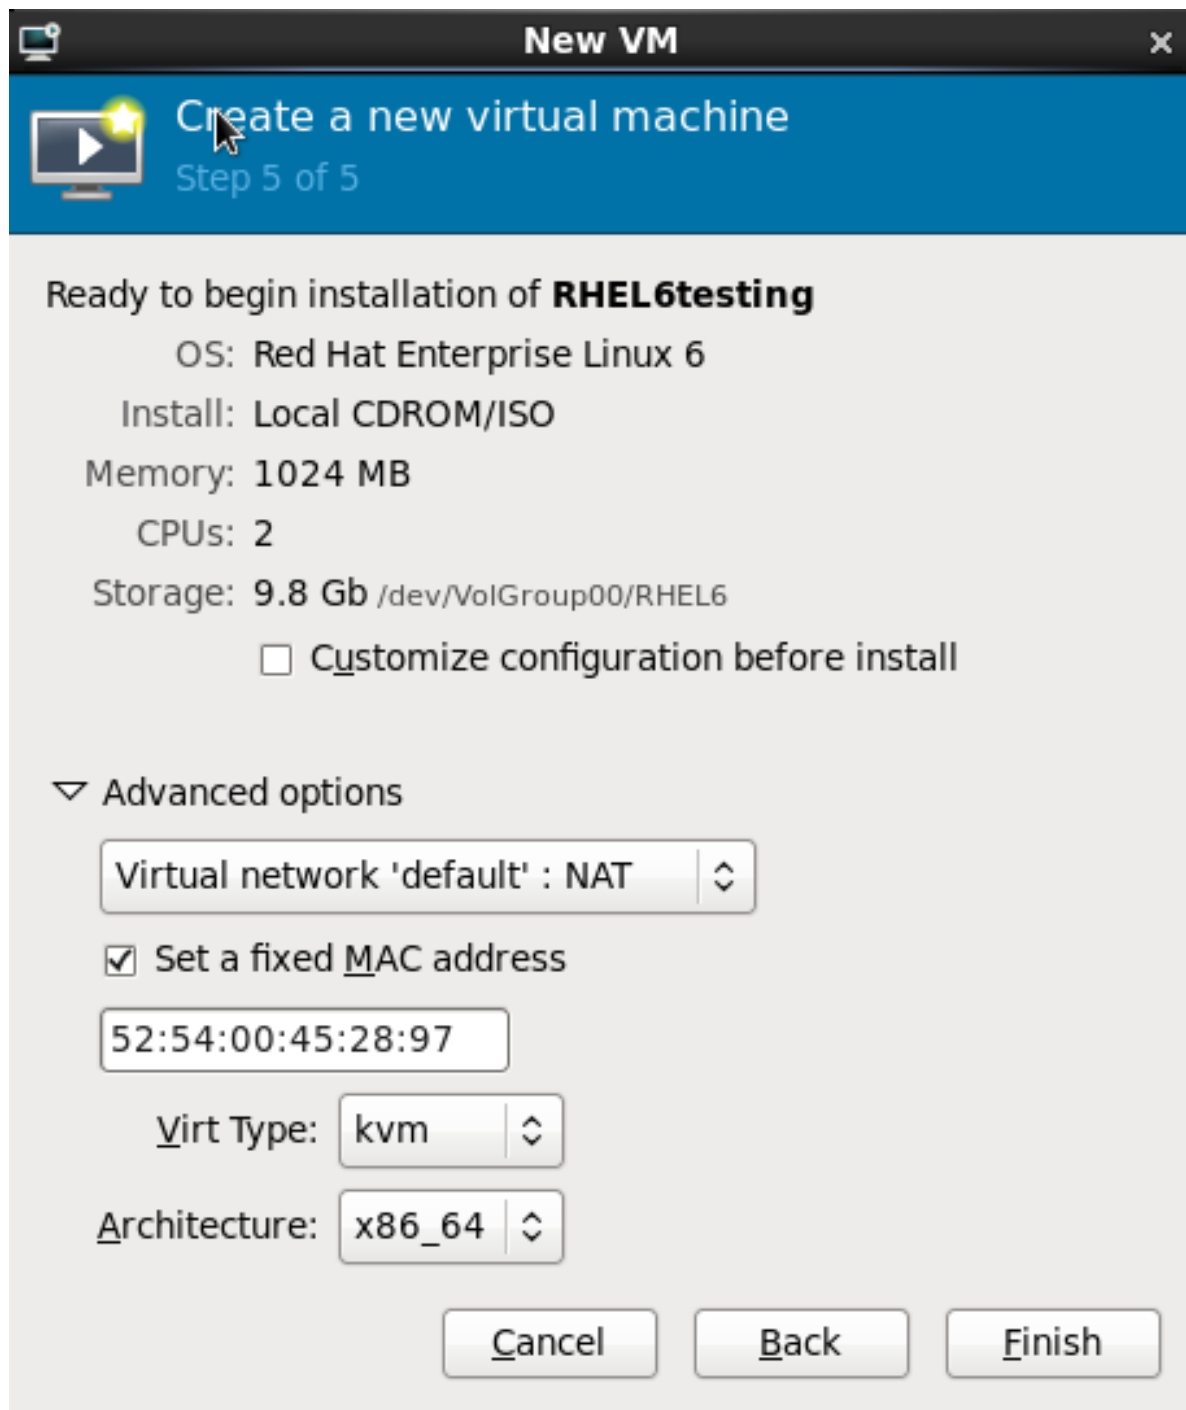 New VM
Create a new virtual machine
Step 5 of 5
Ready to begin installation of RHEL6testing
OS: Red Hat Enterprise Linux 6
Install: Local CDROM/ISO
Memory: 1024 MB
CPUs: 2
Storage: 9.8 Gb /dev/VolGroup00/RHEL6
Customize configuration before install
Advanced options
Virtual network 'default' : NAT
Set a fixed MAC address
52:54:00:45:28:97
Virt Type: kvm
Architecture: x86_64
Cancel Back Finish